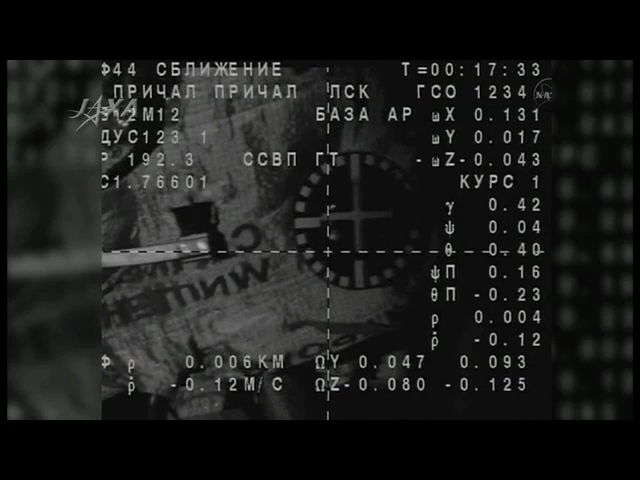 Ф44 СБЛИЖЕНИЕ T=00:17:33
ПРИЧАЛ ПРИЧАЛ ЛСК ГСО 1234
JAXA
312М12 БАЗА АР ωX 0.131
ДУС123 1 ωY 0.017
Р 192.3 ССВП ГТ -ωZ-0.043
С1.76601 КУРС 1
γ 0.42
ψ 0.04
θ 0.40
ψП 0.16
θП -0.23
ρ 0.004
ρ̇ -0.12
Ф ρ 0.006КМ ΩY 0.047 0.093
ρ̇ -0.12М/С ΩZ-0.080 -0.125